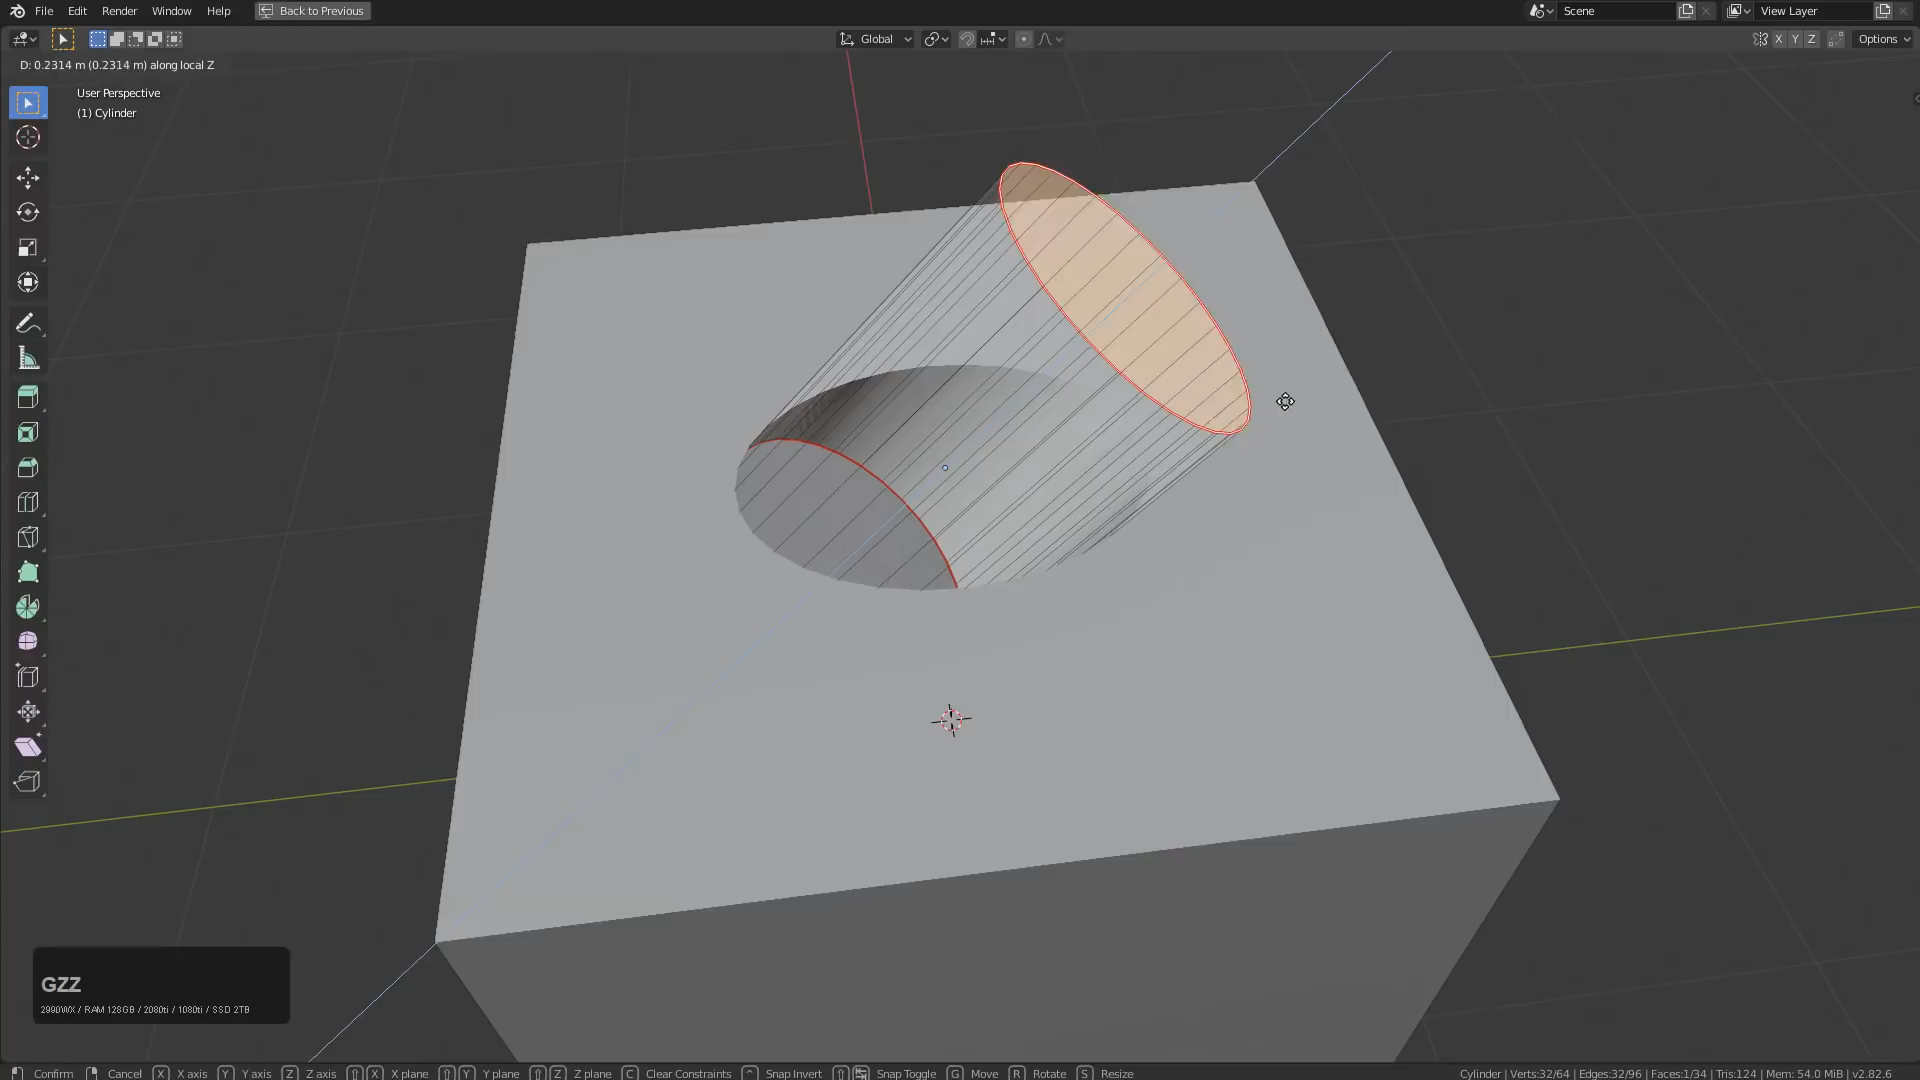 File Edit Render Window Help Back to Previous Scene View Layer
Global X Y Z Options
D: 0.2314 m (0.2314 m) along local Z
User Perspective
(1) Cylinder
GZZ
2990WX / RAM 128GB / 2080ti / 1080ti / SSD 2TB
Confirm Cancel X X axis Y Y axis Z Z axis X X plane Y Y plane Z Z plane C Clear Constraints Snap Invert Snap Toggle G Move R Rotate S Resize Cylinder | Verts:32/64 | Edges:32/96 | Faces:1/34 | Tris:124 | Mem: 54.0 MiB | v2.82.6